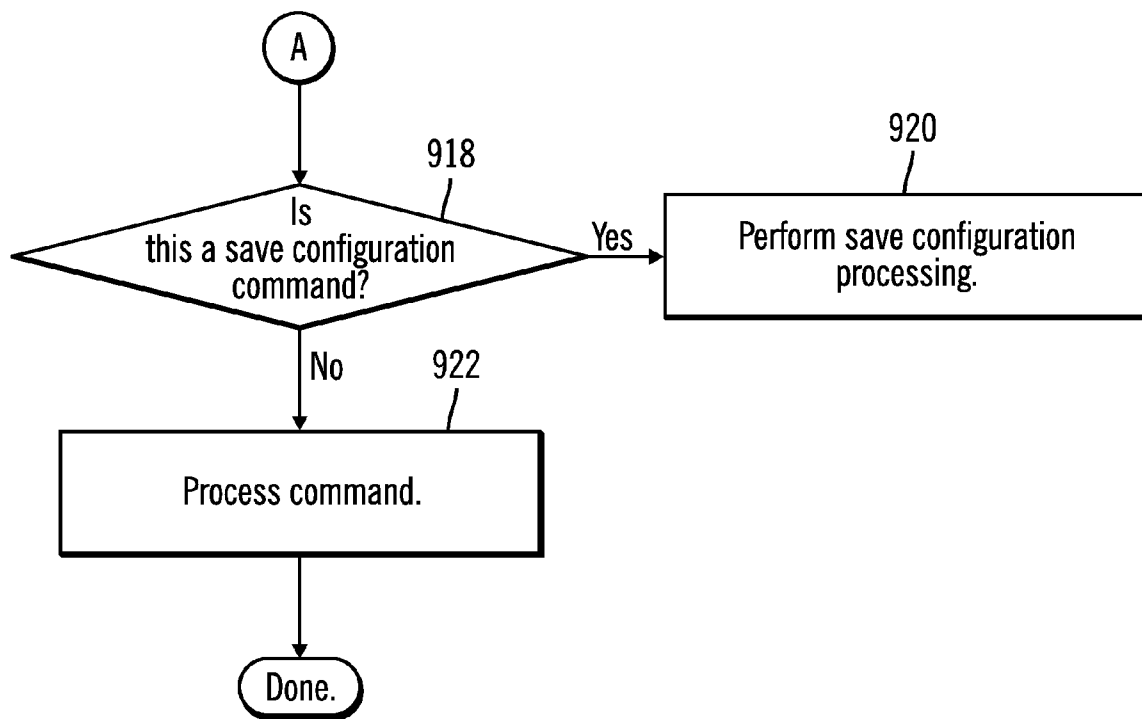 A
918
Is
this a save configuration
command?
Yes
920
Perform save configuration
processing.
No
922
Process command.
Done.